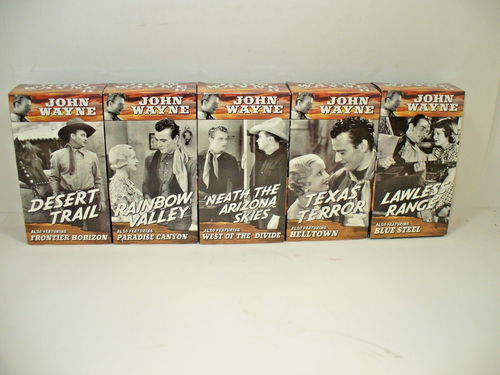 JOHN
WAYNE
DESERT
TRAIL
ALSO FEATURING
FRONTIER HORIZON
JOHN
WAYNE
RAINBOW
VALLEY
ALSO FEATURING
PARADISE CANYON
JOHN
WAYNE
'NEATH THE
ARIZONA
SKIES
ALSO FEATURING
WEST OF THE DIVIDE
JOHN
WAYNE
TEXAS
TERROR
ALSO FEATURING
HELLTOWN
JOHN
WAYNE
LAWLESS
RANGE
ALSO FEATURING
BLUE STEEL